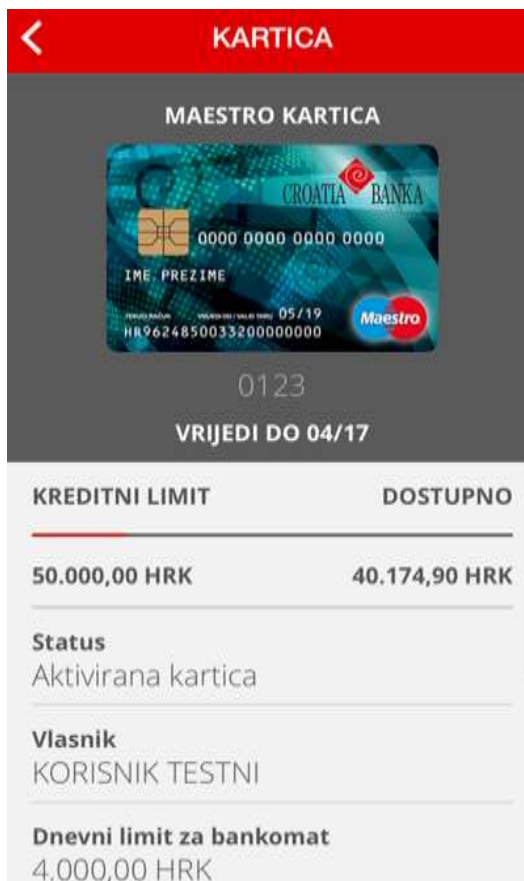 KARTICA
MAESTRO KARTICA
CROATIA BANKA
0000 0000 0000 0000
IME PREZIME
05/19
HR9624850033200000000
Maestro
0123
VRIJEDI DO 04/17
KREDITNI LIMIT DOSTUPNO
50.000,00 HRK 40.174,90 HRK
Status
Aktivirana kartica
Vlasnik
KORISNIK TESTNI
Dnevni limit za bankomat
4.000,00 HRK